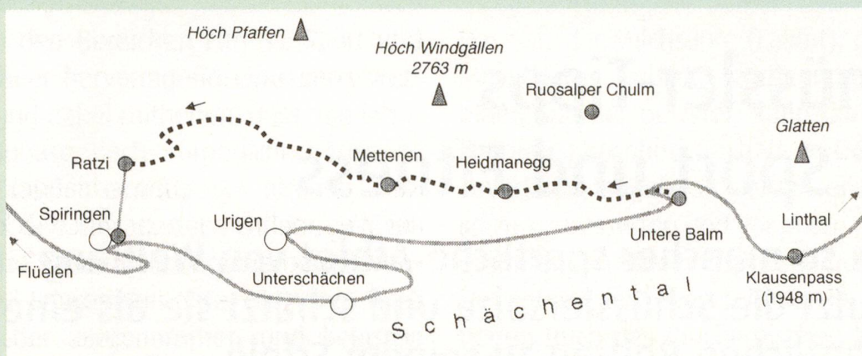 Höch Pfaffen
Höch Windgällen
2763 m
Ruosalper Chulm
Glatten
Ratzi
Mettenen
Heidmanegg
Spiringen
Urigen
Untere Balm
Linthal
Flüelen
Unterschächen
Klausenpass
(1948 m)
Schächental